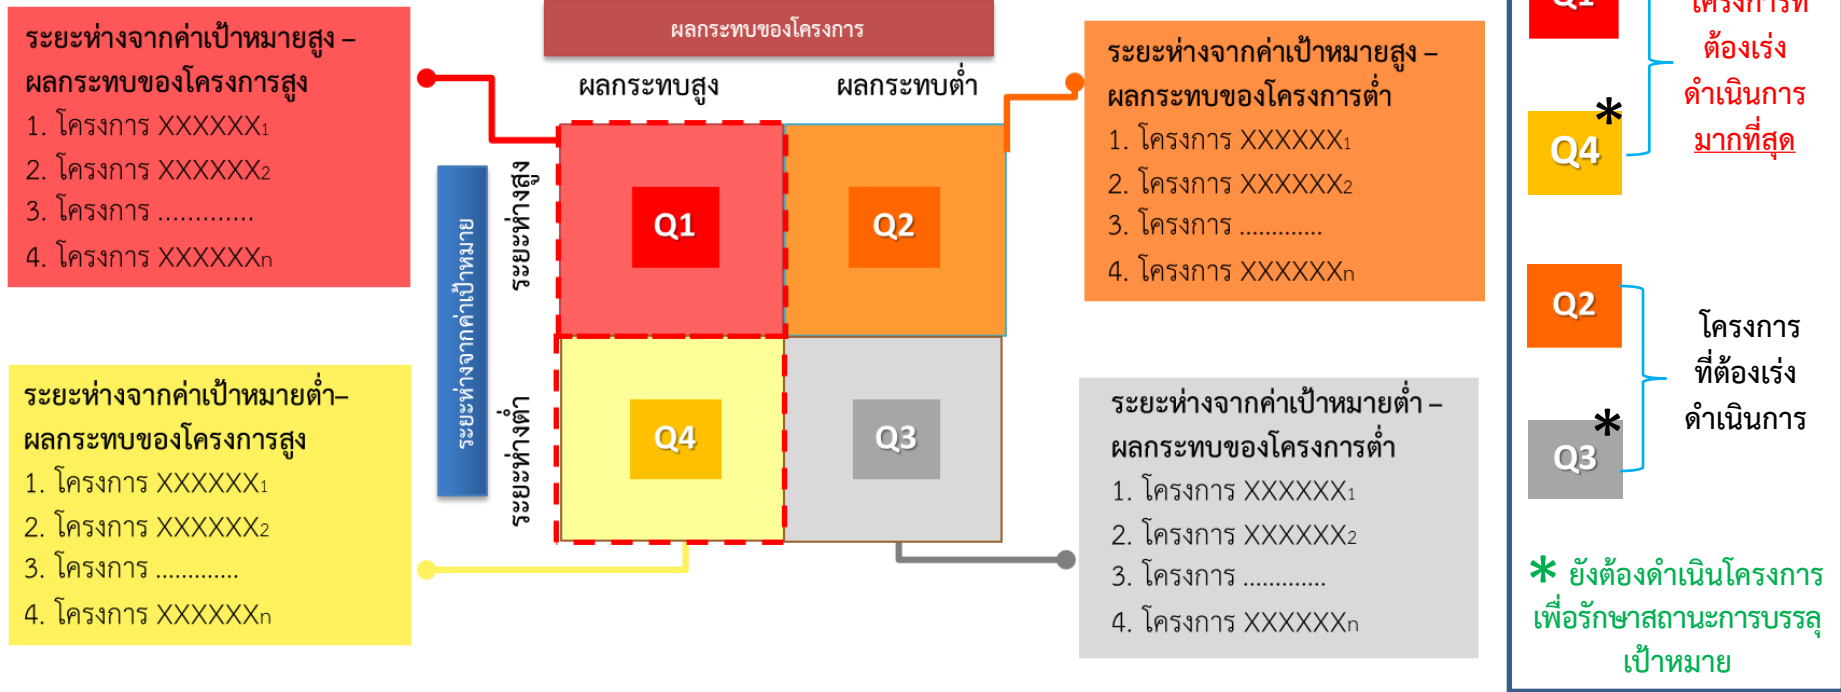 ระยะห่างจากค่าเป้าหมายสูง –
ผลกระทบของโครงการสูง
1. โครงการ XXXXXX1
2. โครงการ XXXXXX2
3. โครงการ .............
4. โครงการ XXXXXXn
ระยะห่างจากค่าเป้าหมายต่ำ–
ผลกระทบของโครงการสูง
1. โครงการ XXXXXX1
2. โครงการ XXXXXX2
3. โครงการ .............
4. โครงการ XXXXXXn
ผลกระทบของโครงการ
ผลกระทบสูง
ผลกระทบต่ำ
ระยะห่างจากค่าเป้าหมาย
ระยะห่างสูง
ระยะห่างต่ำ
Q1
Q2
Q4
Q3
ระยะห่างจากค่าเป้าหมายสูง –
ผลกระทบของโครงการต่ำ
1. โครงการ XXXXXX1
2. โครงการ XXXXXX2
3. โครงการ .............
4. โครงการ XXXXXXn
ระยะห่างจากค่าเป้าหมายต่ำ –
ผลกระทบของโครงการต่ำ
1. โครงการ XXXXXX1
2. โครงการ XXXXXX2
3. โครงการ .............
4. โครงการ XXXXXXn
Q1
Q4 *
โครงการที่
ต้องเร่ง
ดำเนินการ
มากที่สุด
Q2
Q3 *
โครงการ
ที่ต้องเร่ง
ดำเนินการ
* ยังต้องดำเนินโครงการ
เพื่อรักษาสถานะการบรรลุ
เป้าหมาย